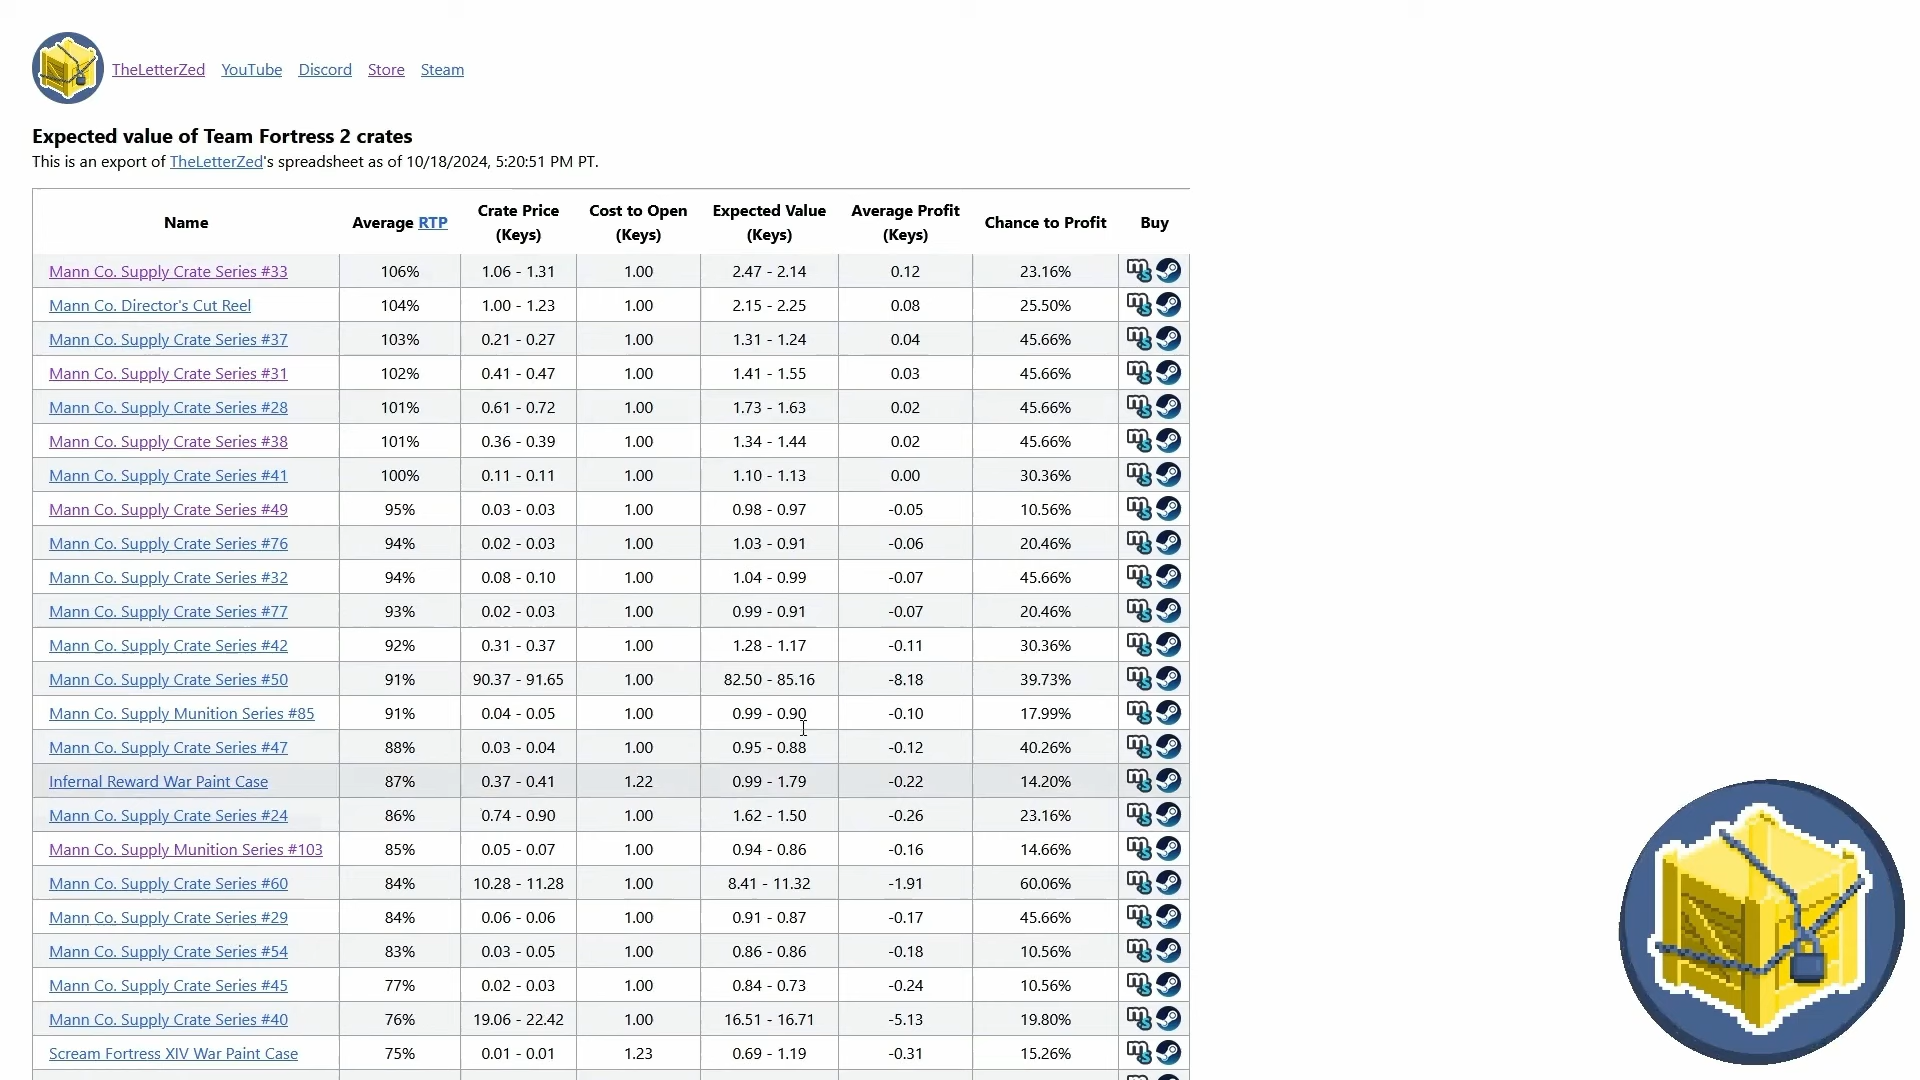 TheLetterZed YouTube Discord Store Steam
Expected value of Team Fortress 2 crates
This is an export of TheLetterZed's spreadsheet as of 10/18/2024, 5:20:51 PM PT.
Name Average RTP Crate Price (Keys) Cost to Open (Keys) Expected Value (Keys) Average Profit (Keys) Chance to Profit Buy
Mann Co. Supply Crate Series #33 106% 1.06 - 1.31 1.00 2.47 - 2.14 0.12 23.16%
Mann Co. Director's Cut Reel 104% 1.00 - 1.23 1.00 2.15 - 2.25 0.08 25.50%
Mann Co. Supply Crate Series #37 103% 0.21 - 0.27 1.00 1.31 - 1.24 0.04 45.66%
Mann Co. Supply Crate Series #31 102% 0.41 - 0.47 1.00 1.41 - 1.55 0.03 45.66%
Mann Co. Supply Crate Series #28 101% 0.61 - 0.72 1.00 1.73 - 1.63 0.02 45.66%
Mann Co. Supply Crate Series #38 101% 0.36 - 0.39 1.00 1.34 - 1.44 0.02 45.66%
Mann Co. Supply Crate Series #41 100% 0.11 - 0.11 1.00 1.10 - 1.13 0.00 30.36%
Mann Co. Supply Crate Series #49 95% 0.03 - 0.03 1.00 0.98 - 0.97 -0.05 10.56%
Mann Co. Supply Crate Series #76 94% 0.02 - 0.03 1.00 1.03 - 0.91 -0.06 20.46%
Mann Co. Supply Crate Series #32 94% 0.08 - 0.10 1.00 1.04 - 0.99 -0.07 45.66%
Mann Co. Supply Crate Series #77 93% 0.02 - 0.03 1.00 0.99 - 0.91 -0.07 20.46%
Mann Co. Supply Crate Series #42 92% 0.31 - 0.37 1.00 1.28 - 1.17 -0.11 30.36%
Mann Co. Supply Crate Series #50 91% 90.37 - 91.65 1.00 82.50 - 85.16 -8.18 39.73%
Mann Co. Supply Munition Series #85 91% 0.04 - 0.05 1.00 0.99 - 0.90 -0.10 17.99%
Mann Co. Supply Crate Series #47 88% 0.03 - 0.04 1.00 0.95 - 0.88 -0.12 40.26%
Infernal Reward War Paint Case 87% 0.37 - 0.41 1.22 0.99 - 1.79 -0.22 14.20%
Mann Co. Supply Crate Series #24 86% 0.74 - 0.90 1.00 1.62 - 1.50 -0.26 23.16%
Mann Co. Supply Munition Series #103 85% 0.05 - 0.07 1.00 0.94 - 0.86 -0.16 14.66%
Mann Co. Supply Crate Series #60 84% 10.28 - 11.28 1.00 8.41 - 11.32 -1.91 60.06%
Mann Co. Supply Crate Series #29 84% 0.06 - 0.06 1.00 0.91 - 0.87 -0.17 45.66%
Mann Co. Supply Crate Series #54 83% 0.03 - 0.05 1.00 0.86 - 0.86 -0.18 10.56%
Mann Co. Supply Crate Series #45 77% 0.02 - 0.03 1.00 0.84 - 0.73 -0.24 10.56%
Mann Co. Supply Crate Series #40 76% 19.06 - 22.42 1.00 16.51 - 16.71 -5.13 19.80%
Scream Fortress XIV War Paint Case 75% 0.01 - 0.01 1.23 0.69 - 1.19 -0.31 15.26%